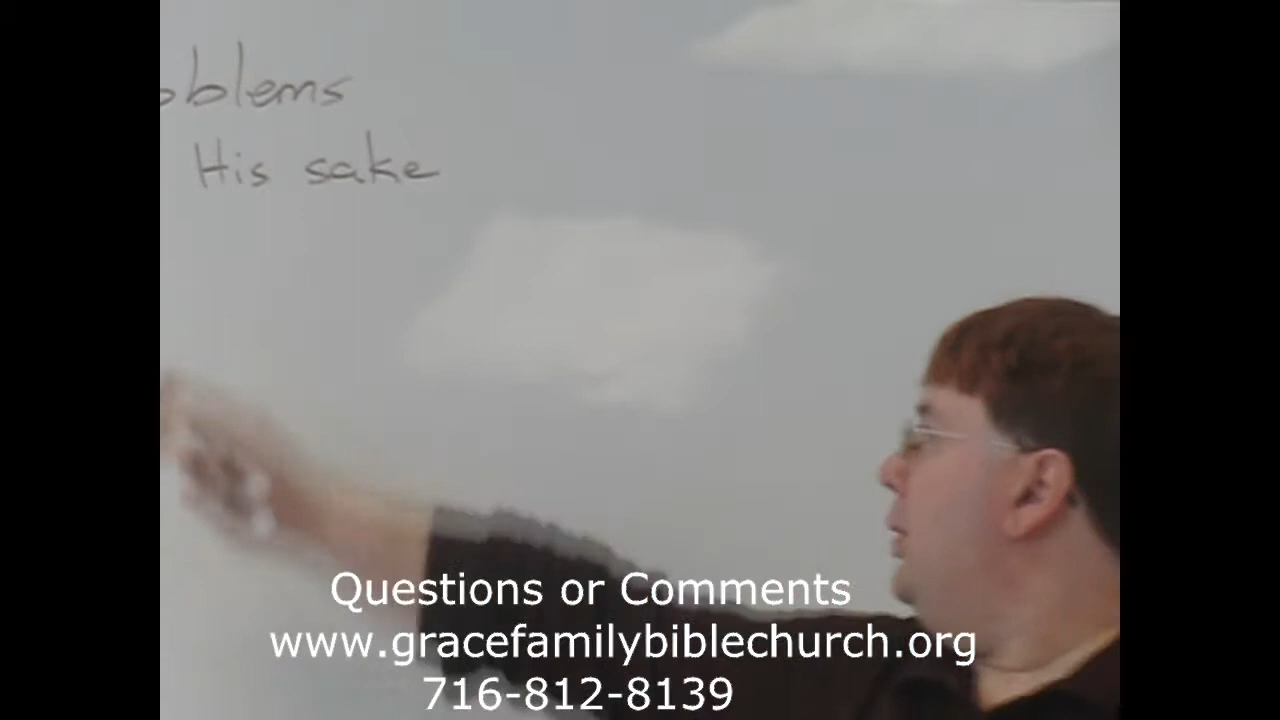 oblems
His sake
Questions or Comments
www.gracefamilybiblechurch.org
716-812-8139